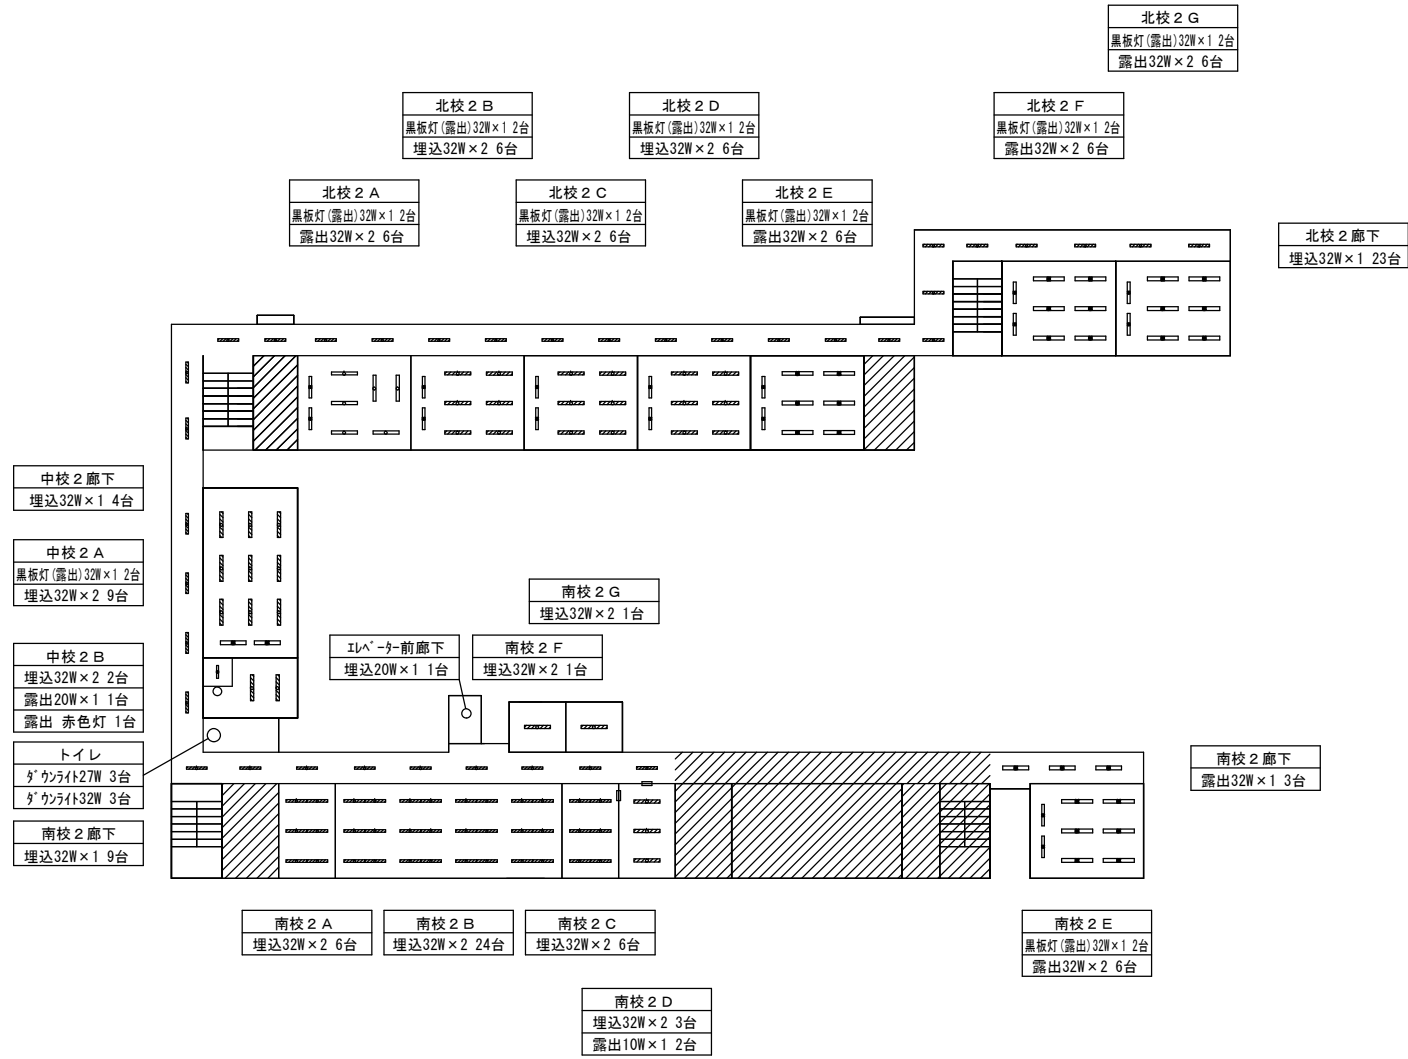 北校２Ｇ
黒板灯(露出)32W×1 2台
露出32W×2 6台
北校２Ｂ
黒板灯(露出)32W×1 2台
埋込32W×2 6台
北校２Ｄ
黒板灯(露出)32W×1 2台
埋込32W×2 6台
北校２Ｆ
黒板灯(露出)32W×1 2台
露出32W×2 6台
北校２Ａ
黒板灯(露出)32W×1 2台
露出32W×2 6台
北校２Ｃ
黒板灯(露出)32W×1 2台
埋込32W×2 6台
北校２Ｅ
黒板灯(露出)32W×1 2台
露出32W×2 6台
北校２廊下
埋込32W×1 23台
中校２廊下
埋込32W×1 4台
中校２Ａ
黒板灯(露出)32W×1 2台
埋込32W×2 9台
南校２Ｇ
埋込32W×2 1台
中校２Ｂ
埋込32W×2 2台
露出20W×1 1台
露出 赤色灯 1台
ｴﾚﾍﾞｰﾀｰ前廊下
埋込20W×1 1台
南校２Ｆ
埋込32W×2 1台
トイレ
ﾀﾞｳﾝﾗｲﾄ27W 3台
ﾀﾞｳﾝﾗｲﾄ32W 3台
南校２廊下
露出32W×1 3台
南校２廊下
埋込32W×1 9台
南校２Ａ
埋込32W×2 6台
南校２Ｂ
埋込32W×2 24台
南校２Ｃ
埋込32W×2 6台
南校２Ｅ
黒板灯(露出)32W×1 2台
露出32W×2 6台
南校２Ｄ
埋込32W×2 3台
露出10W×1 2台